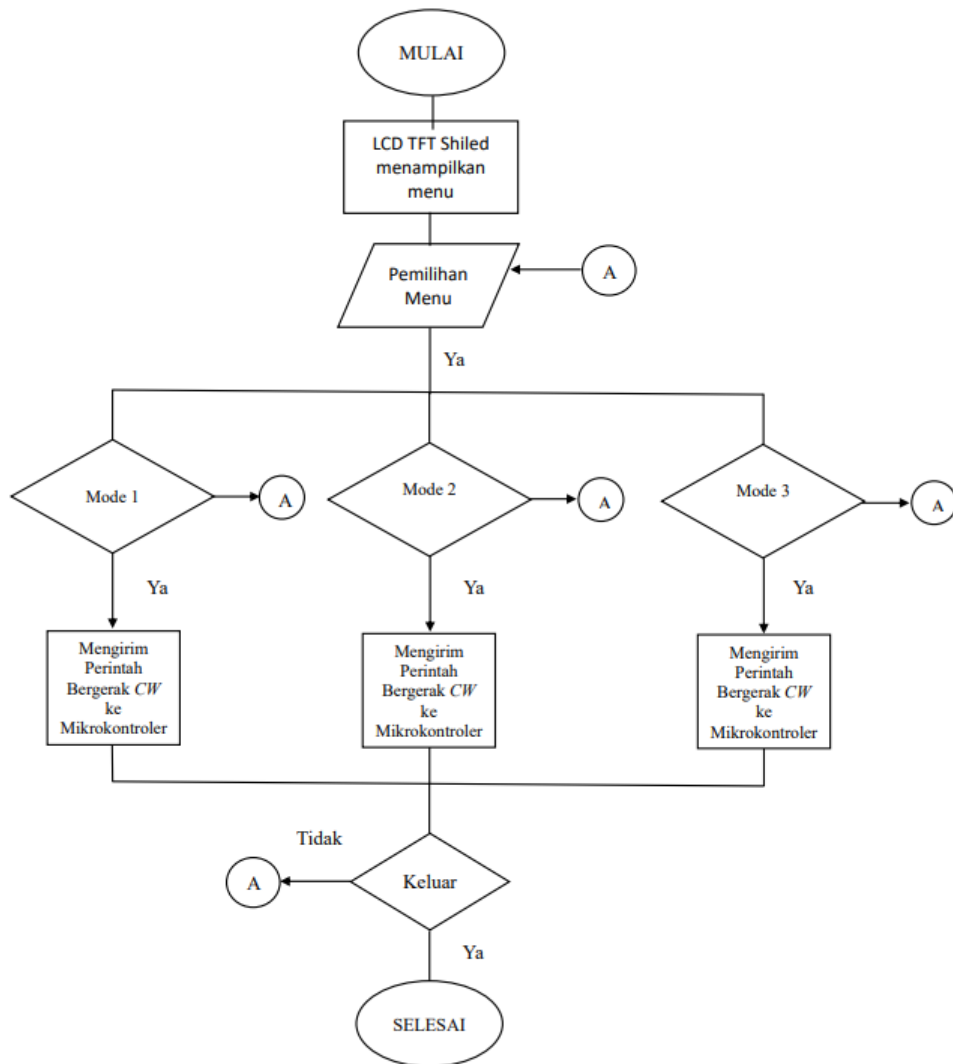 MULAI
LCD TFT Shiled
menampilkan
menu
Pemilihan
Menu
A
Ya
Mode 1
A
Mode 2
A
Mode 3
A
Ya
Ya
Ya
Mengirim
Perintah
Bergerak CW
ke
Mikrokontroler
Mengirim
Perintah
Bergerak CW
ke
Mikrokontroler
Mengirim
Perintah
Bergerak CW
ke
Mikrokontroler
Tidak
A
Keluar
Ya
SELESAI